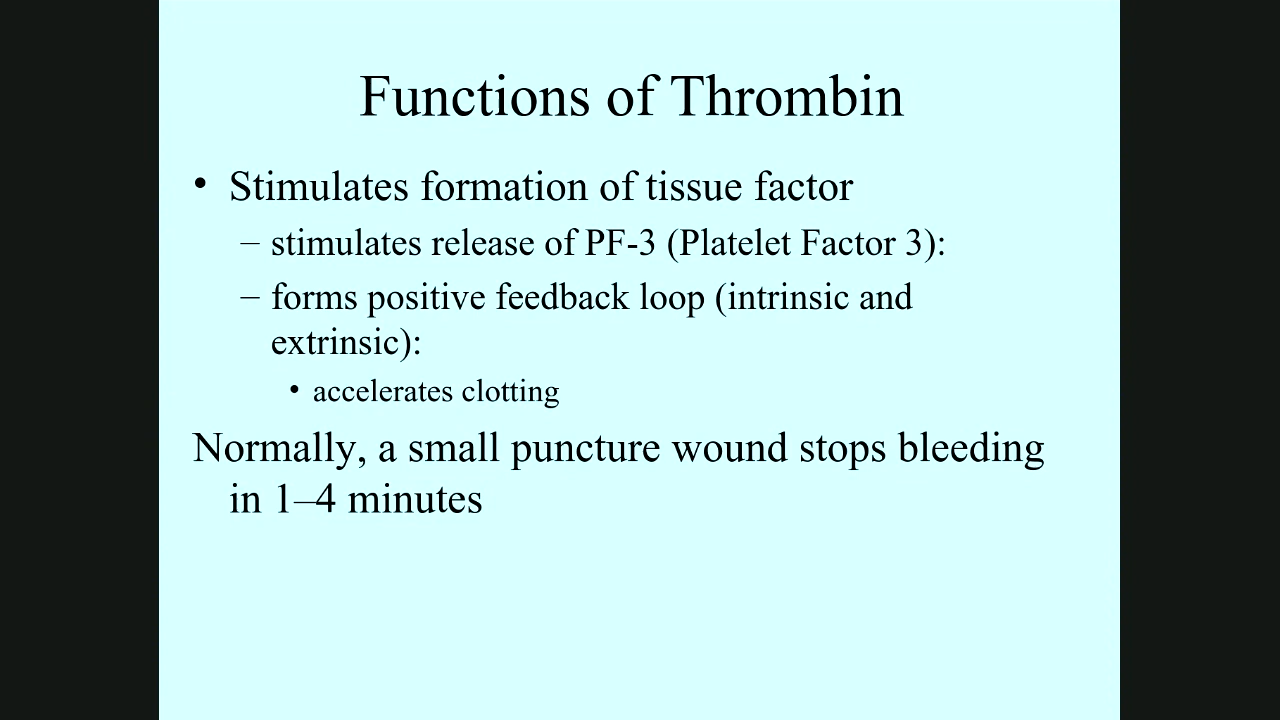 Functions of Thrombin
• Stimulates formation of tissue factor
– stimulates release of PF-3 (Platelet Factor 3):
– forms positive feedback loop (intrinsic and
extrinsic):
• accelerates clotting
Normally, a small puncture wound stops bleeding
in 1–4 minutes